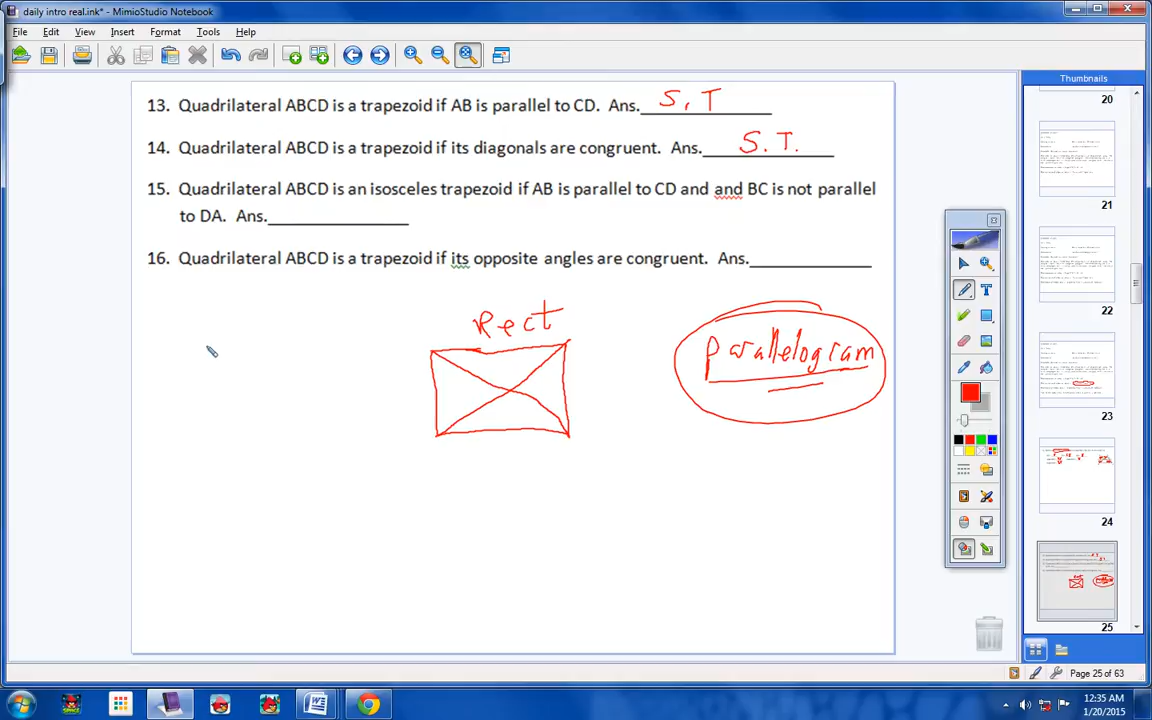 daily intro real.ink* - MimioStudio Notebook
File Edit View Insert Format Tools Help
13. Quadrilateral ABCD is a trapezoid if AB is parallel to CD. Ans.____________ S, T
14. Quadrilateral ABCD is a trapezoid if its diagonals are congruent. Ans.____________ S.T.
15. Quadrilateral ABCD is an isosceles trapezoid if AB is parallel to CD and and BC is not parallel
to DA. Ans.____________
16. Quadrilateral ABCD is a trapezoid if its opposite angles are congruent. Ans.____________
Rect
parallelogram
Thumbnails
20
21
22
23
24
25
Page 25 of 63
12:35 AM
1/20/2015